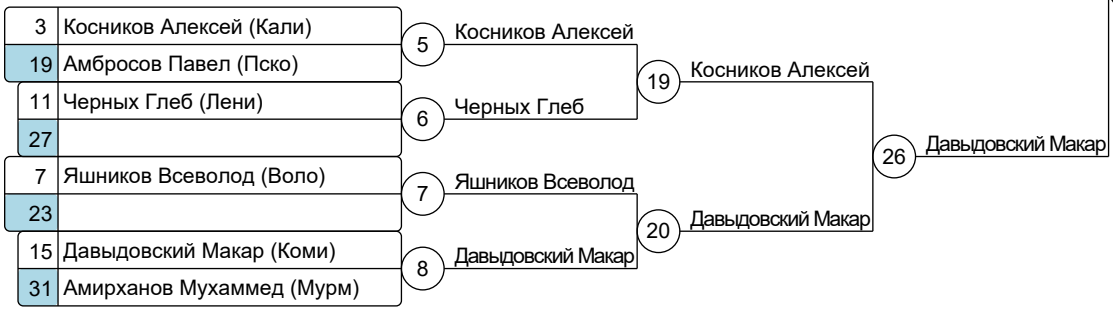 3 Косников Алексей (Кали)
19 Амбросов Павел (Пско)
11 Черных Глеб (Лени)
27
7 Яшников Всеволод (Воло)
23
15 Давыдовский Макар (Коми)
31 Амирханов Мухаммед (Мурм)
5 Косников Алексей
6 Черных Глеб
7 Яшников Всеволод
8 Давыдовский Макар
19 Косников Алексей
20 Давыдовский Макар
26 Давыдовский Макар